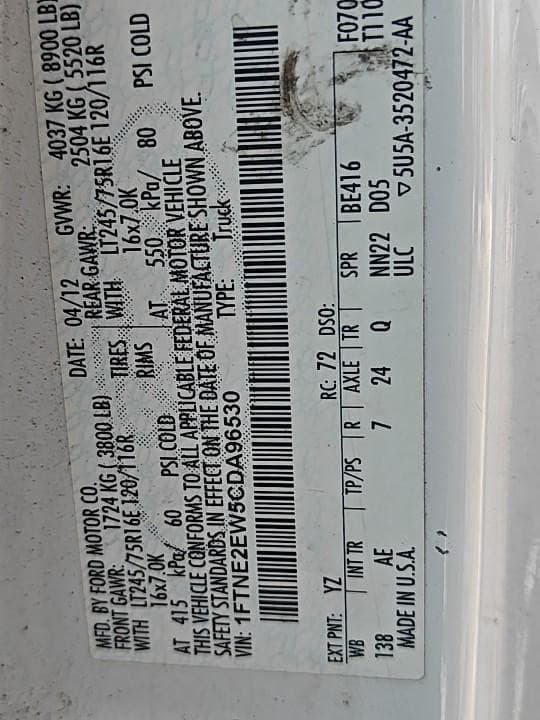 MFD. BY FORD MOTOR CO. DATE: 04/12 GVWR: 4037 KG ( 8900 LB)
FRONT GAWR: 1724 KG ( 3800 LB) REAR GAWR: 2504 KG ( 5520 LB)
WITH LT245/75R16E 120/116R TIRES WITH LT245/75R16E 120/116R
16x7.0K RIMS 16x7.0K
AT 415 kPa/ 60 PSI COLD AT 550 kPa/ 80 PSI COLD
THIS VEHICLE CONFORMS TO ALL APPLICABLE FEDERAL MOTOR VEHICLE
SAFETY STANDARDS IN EFFECT ON THE DATE OF MANUFACTURE SHOWN ABOVE.
VIN: 1FTNE2EW5CDA96530 TYPE: Truck
F070
T110
EXT PNT: YZ RC: 72 DSO:
WB INT TR TP/PS R AXLE TR SPR BE416
138 AE 7 24 Q NN22 D05
MADE IN U.S.A. ULC ▽5U5A-3520472-AA